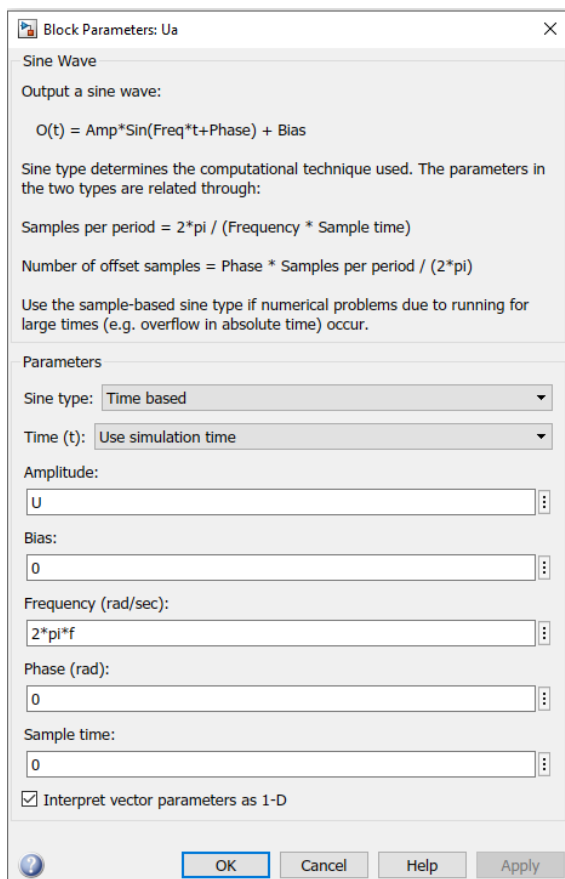 Block Parameters: Ua
Sine Wave
Output a sine wave:
O(t) = Amp*Sin(Freq*t+Phase) + Bias
Sine type determines the computational technique used. The parameters in
the two types are related through:
Samples per period = 2*pi / (Frequency * Sample time)
Number of offset samples = Phase * Samples per period / (2*pi)
Use the sample-based sine type if numerical problems due to running for
large times (e.g. overflow in absolute time) occur.
Parameters
Sine type: Time based
Time (t): Use simulation time
Amplitude:
U
Bias:
0
Frequency (rad/sec):
2*pi*f
Phase (rad):
0
Sample time:
0
Interpret vector parameters as 1-D
OK Cancel Help Apply